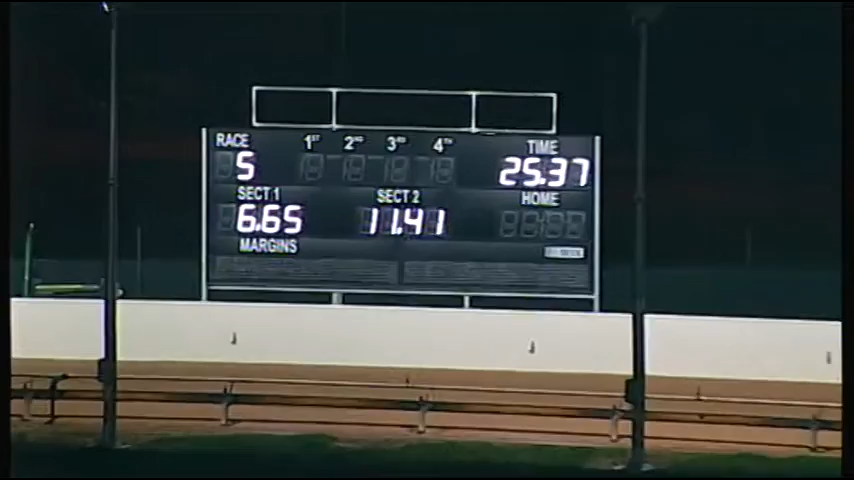 RACE 1ST 2ND 3RD 4TH TIME
5 25.37
SECT 1 SECT 2 HOME
6.65 11.41
MARGINS